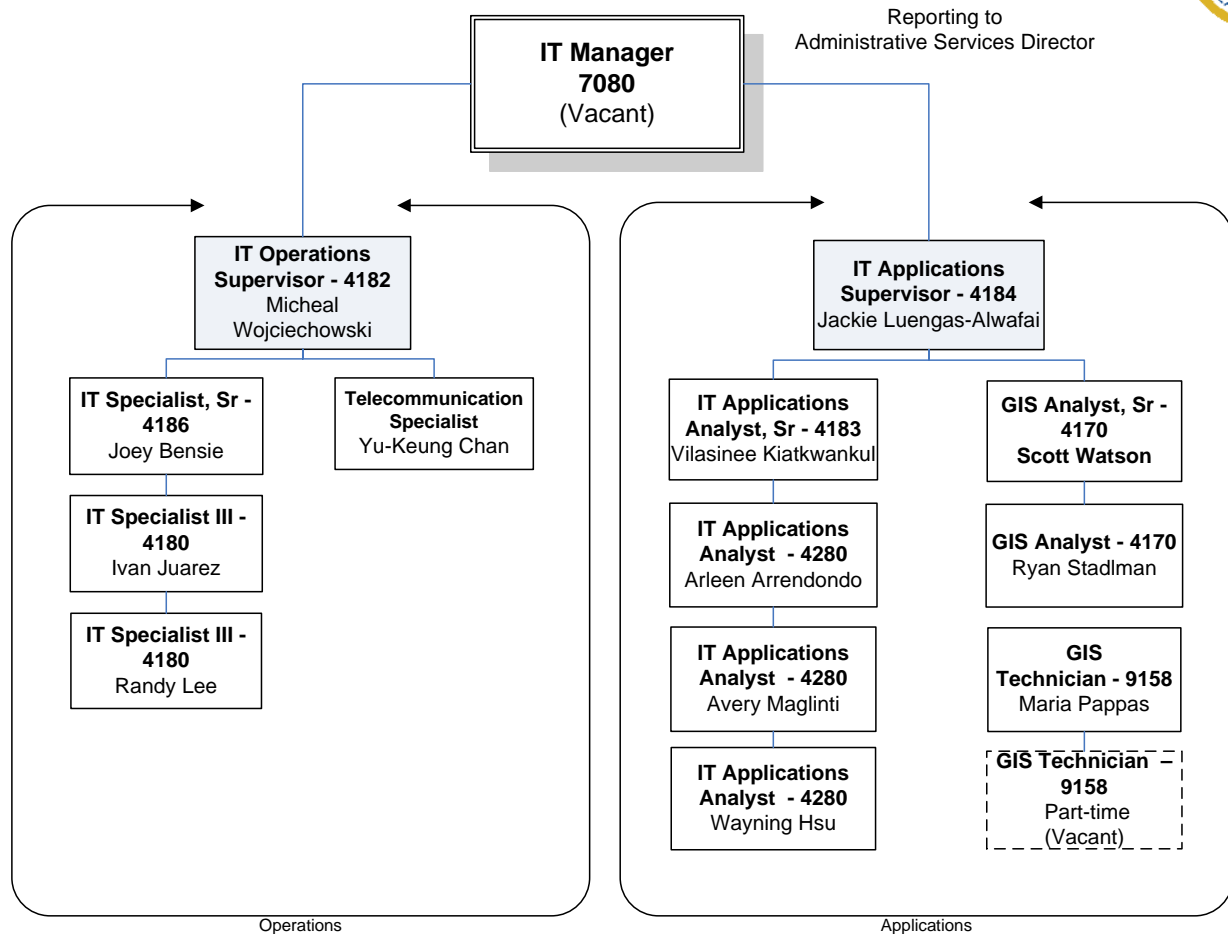 Reporting to
Administrative Services Director
IT Manager
7080
(Vacant)
IT Operations
Supervisor - 4182
Micheal
Wojciechowski
IT Specialist, Sr -
4186
Joey Bensie
Telecommunication
Specialist
Yu-Keung Chan
IT Specialist III -
4180
Ivan Juarez
IT Specialist III -
4180
Randy Lee
Operations
IT Applications
Supervisor - 4184
Jackie Luengas-Alwafai
IT Applications
Analyst, Sr - 4183
Vilasinee Kiatkwankul
IT Applications
Analyst - 4280
Arleen Arrendondo
IT Applications
Analyst - 4280
Avery Maglinti
IT Applications
Analyst - 4280
Wayning Hsu
GIS Analyst, Sr -
4170
Scott Watson
GIS Analyst - 4170
Ryan Stadlman
GIS
Technician - 9158
Maria Pappas
GIS Technician –
9158
Part-time
(Vacant)
Applications